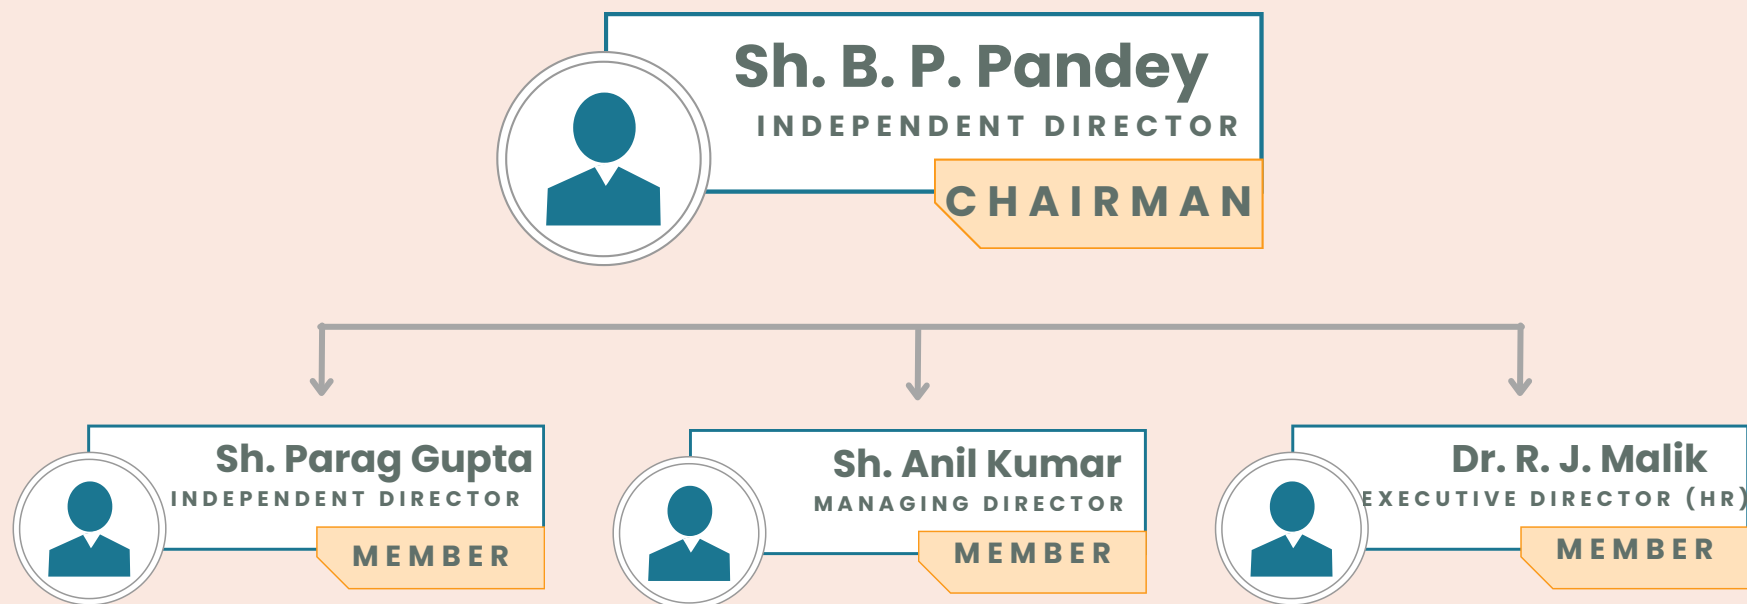 Sh. B. P. Pandey
INDEPENDENT DIRECTOR
CHAIRMAN
Sh. Parag Gupta
INDEPENDENT DIRECTOR
MEMBER
Sh. Anil Kumar
MANAGING DIRECTOR
MEMBER
Dr. R. J. Malik
EXECUTIVE DIRECTOR (HR)
MEMBER